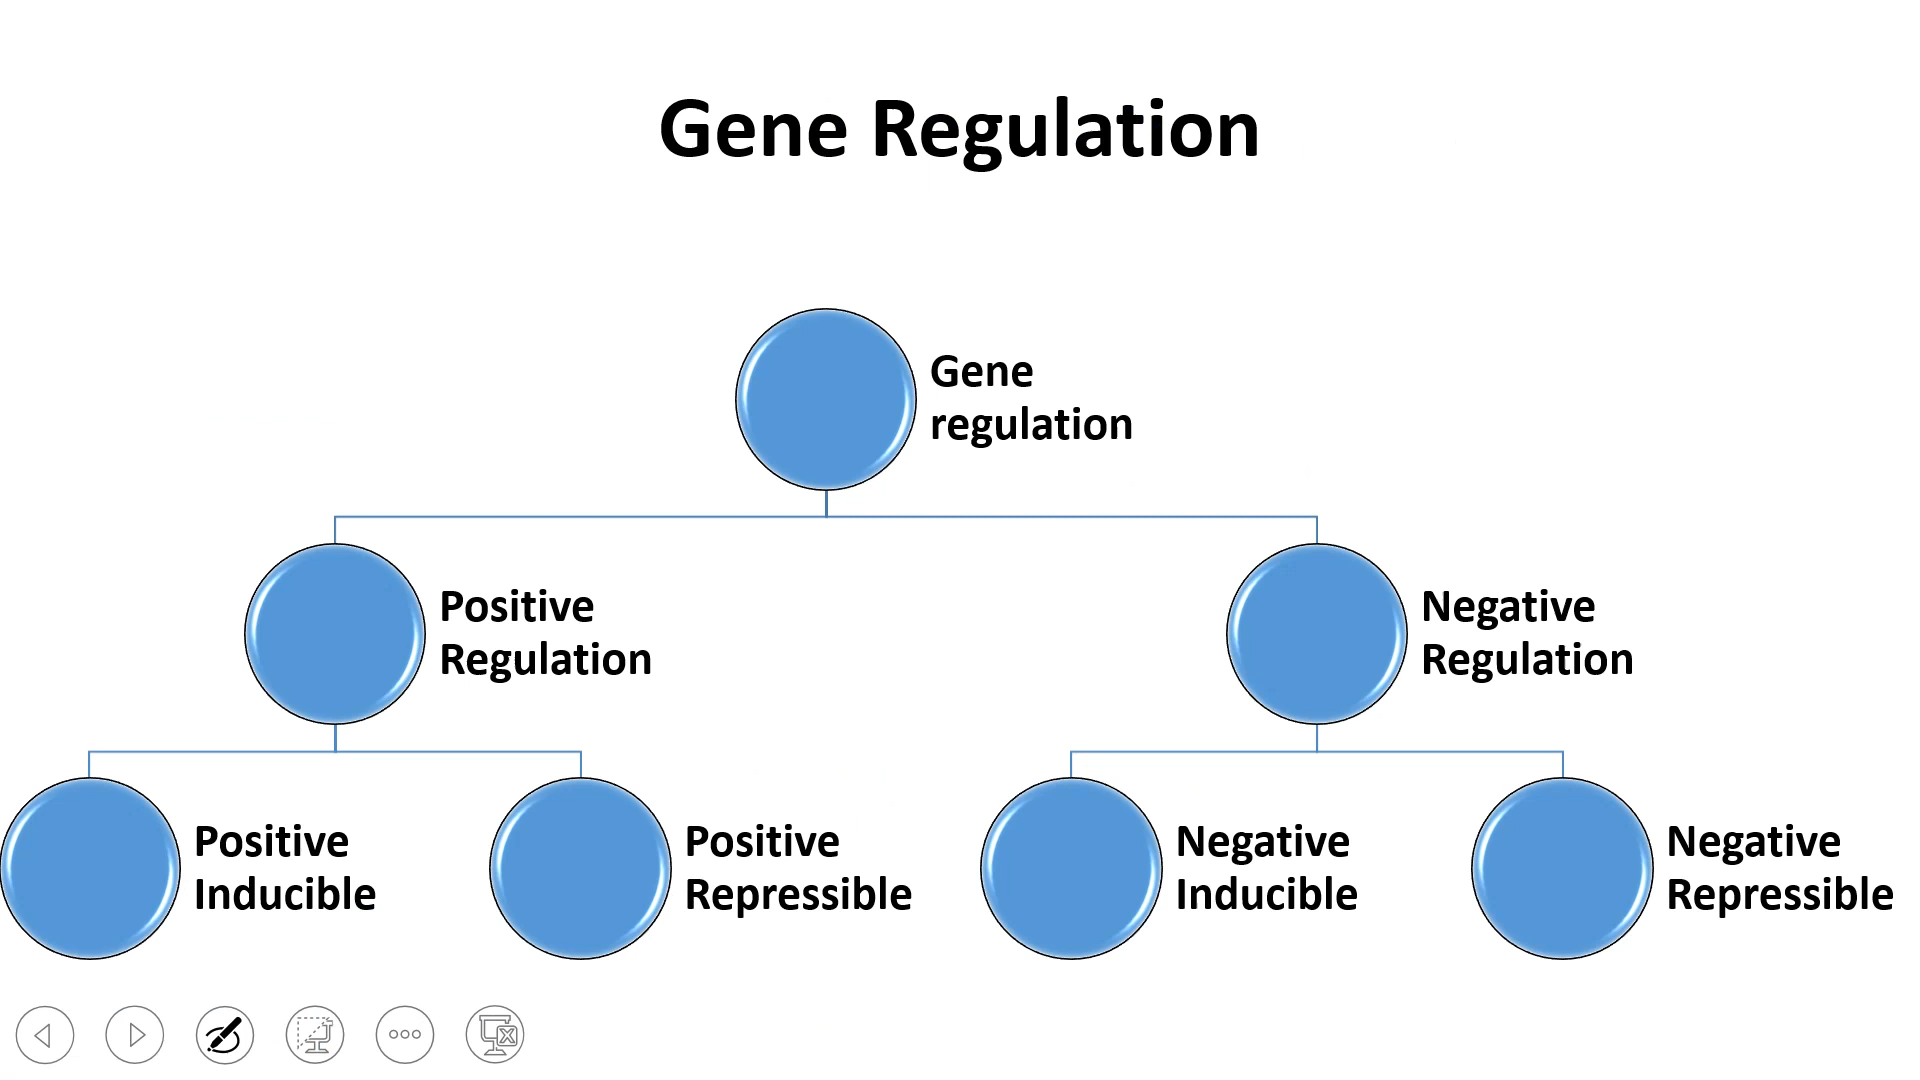 Gene Regulation
Gene
regulation
Positive
Regulation
Negative
Regulation
Positive
Inducible
Positive
Repressible
Negative
Inducible
Negative
Repressible